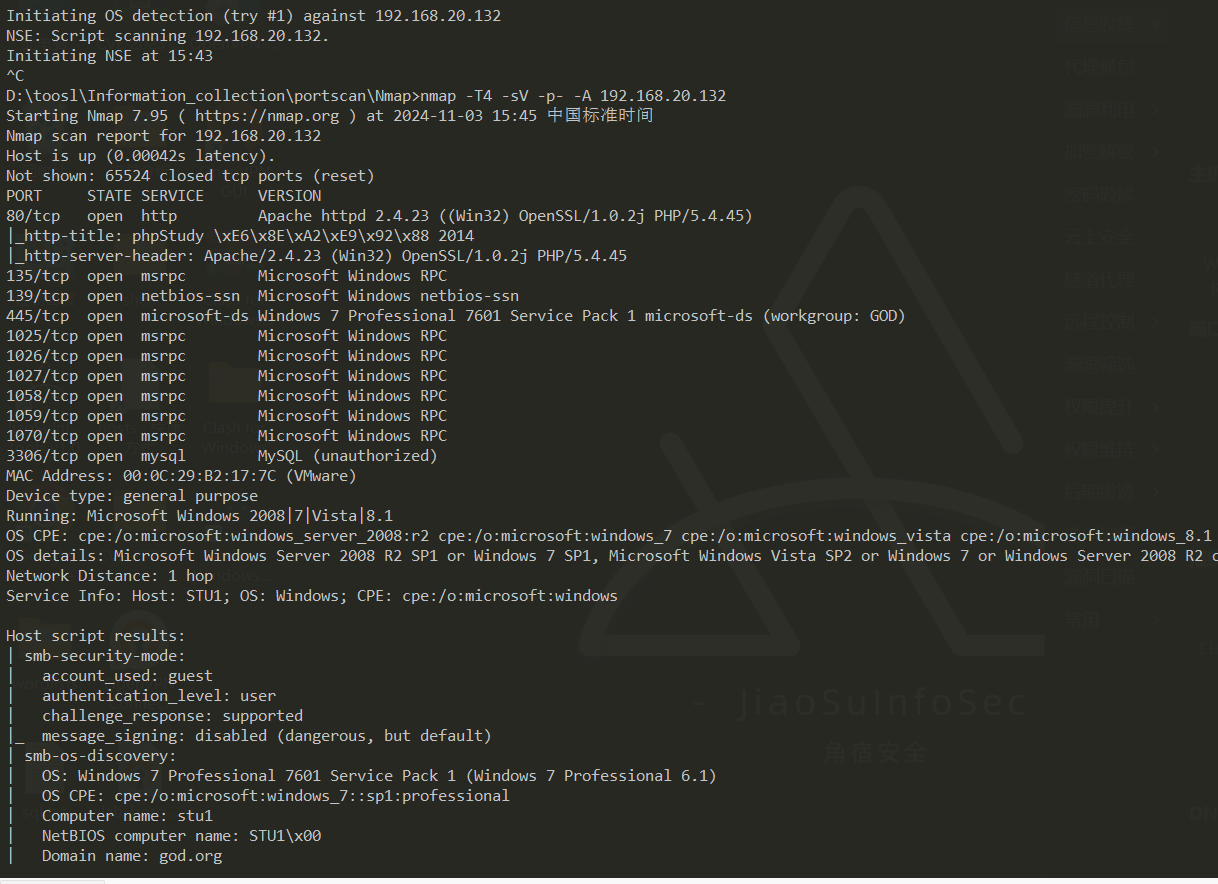 Initiating OS detection (try #1) against 192.168.20.132
NSE: Script scanning 192.168.20.132.
Initiating NSE at 15:43
^C
D:\toosl\Information_collection\portscan\Nmap>nmap -T4 -sV -p- -A 192.168.20.132
Starting Nmap 7.95 ( https://nmap.org ) at 2024-11-03 15:45 中国标准时间
Nmap scan report for 192.168.20.132
Host is up (0.00042s latency).
Not shown: 65524 closed tcp ports (reset)
PORT     STATE SERVICE      VERSION
80/tcp   open  http         Apache httpd 2.4.23 ((Win32) OpenSSL/1.0.2j PHP/5.4.45)
|_http-title: phpStudy \xE6\x8E\xA2\xE9\x92\x88 2014
|_http-server-header: Apache/2.4.23 (Win32) OpenSSL/1.0.2j PHP/5.4.45
135/tcp  open  msrpc        Microsoft Windows RPC
139/tcp  open  netbios-ssn  Microsoft Windows netbios-ssn
445/tcp  open  microsoft-ds Windows 7 Professional 7601 Service Pack 1 microsoft-ds (workgroup: GOD)
1025/tcp open  msrpc        Microsoft Windows RPC
1026/tcp open  msrpc        Microsoft Windows RPC
1027/tcp open  msrpc        Microsoft Windows RPC
1058/tcp open  msrpc        Microsoft Windows RPC
1059/tcp open  msrpc        Microsoft Windows RPC
1070/tcp open  msrpc        Microsoft Windows RPC
3306/tcp open  mysql        MySQL (unauthorized)
MAC Address: 00:0C:29:B2:17:7C (VMware)
Device type: general purpose
Running: Microsoft Windows 2008|7|Vista|8.1
OS CPE: cpe:/o:microsoft:windows_server_2008:r2 cpe:/o:microsoft:windows_7 cpe:/o:microsoft:windows_vista cpe:/o:microsoft:windows_8.1
OS details: Microsoft Windows Server 2008 R2 SP1 or Windows 7 SP1, Microsoft Windows Vista SP2 or Windows 7 or Windows Server 2008 R2
Network Distance: 1 hop
Service Info: Host: STU1; OS: Windows; CPE: cpe:/o:microsoft:windows
Host script results:
| smb-security-mode:
|   account_used: guest
|   authentication_level: user
|   challenge_response: supported
|_  message_signing: disabled (dangerous, but default)
| smb-os-discovery:
|   OS: Windows 7 Professional 7601 Service Pack 1 (Windows 7 Professional 6.1)
|   OS CPE: cpe:/o:microsoft:windows_7::sp1:professional
|   Computer name: stu1
|   NetBIOS computer name: STU1\x00
|   Domain name: god.org
- JiaoSuInfoSec
角宿安全